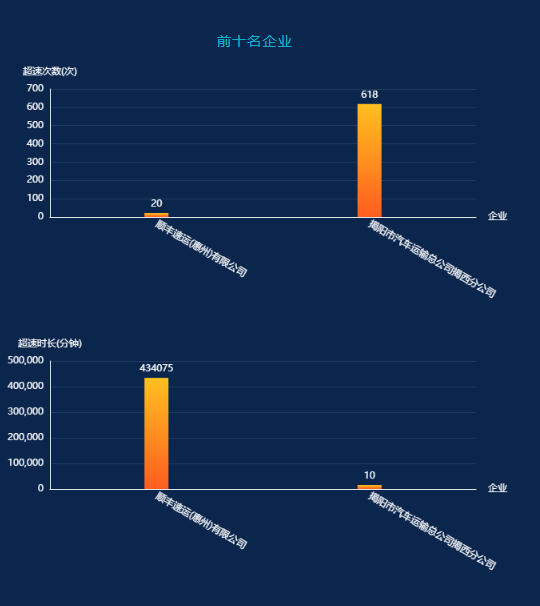 前十名企业
超速次数(次)
700
600
500
400
300
200
100
0
20
618
企业
顺丰速运(惠州)有限公司
揭阳市汽车运输总公司揭西分公司
超速时长(分钟)
500,000
400,000
300,000
200,000
100,000
0
434075
10
企业
顺丰速运(惠州)有限公司
揭阳市汽车运输总公司揭西分公司